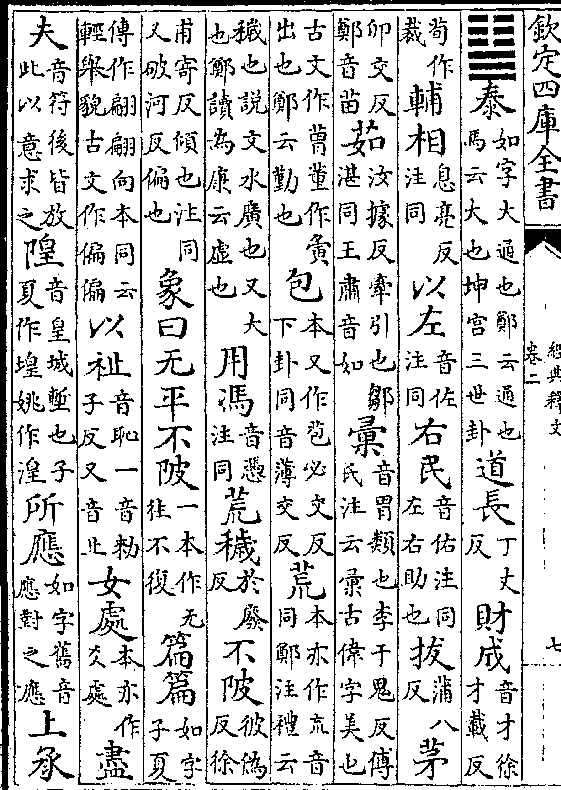 欽定四庫全書
經典釋文
卷二
七
䷊泰如字大通也鄭云通也馬云大也坤宮三世卦道長丁丈反財成音才徐才載反
荀作裁輔相息亮反注同以左音佐注同右民音佑注同左右助也拔蒲八反茅
卯交反鄭音苗茹汝據反牽引也鄒湛同王肅音如彙音胃類也李于鬼反傅氏注云彙古偉字美也
古文作曹董作夤出也鄭云勤也包本又作苞必交反下卦同音薄交反荒本亦作巟音同鄭注禮云
穢也說文水廣也又大也鄭讀為康云虛也用馮音憑注同荒穢於廢反不陂彼偽反徐
甫寄反傾也注同又破河反偏也象曰无平不陂一本作无往不復篇篇如字子夏
傳作翩翩向本同云輕舉貌古文作偏偏以祉音恥一音勅子反又音止女處本亦作爻處盡
夫音符後皆放此以意求之隍音皇城塹也子夏作堭姚作湟所應如字舊音應對之應上承